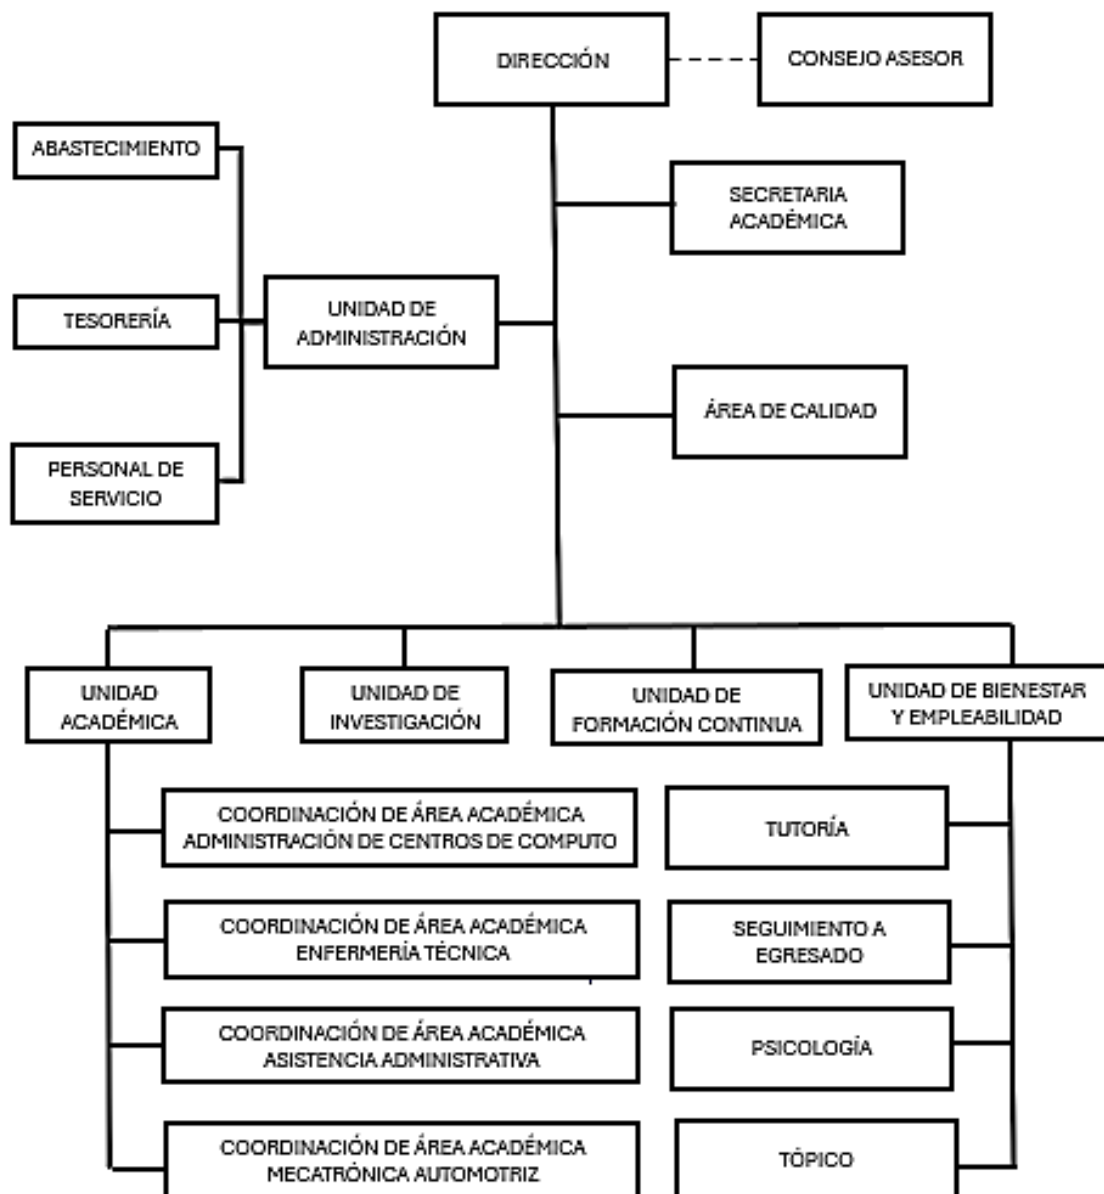 DIRECCIÓN
CONSEJO ASESOR
ABASTECIMIENTO
SECRETARIA
ACADÉMICA
TESORERÍA
UNIDAD DE
ADMINISTRACIÓN
ÁREA DE CALIDAD
PERSONAL DE
SERVICIO
UNIDAD
ACADÉMICA
UNIDAD DE
INVESTIGACIÓN
UNIDAD DE
FORMACIÓN CONTINUA
UNIDAD DE BIENESTAR
Y EMPLEABILIDAD
COORDINACIÓN DE ÁREA ACADÉMICA
ADMINISTRACIÓN DE CENTROS DE COMPUTO
TUTORÍA
COORDINACIÓN DE ÁREA ACADÉMICA
ENFERMERÍA TÉCNICA
SEGUIMIENTO A
EGRESADO
COORDINACIÓN DE ÁREA ACADÉMICA
ASISTENCIA ADMINISTRATIVA
PSICOLOGÍA
COORDINACIÓN DE ÁREA ACADÉMICA
MECATRÓNICA AUTOMOTRIZ
TÓPICO